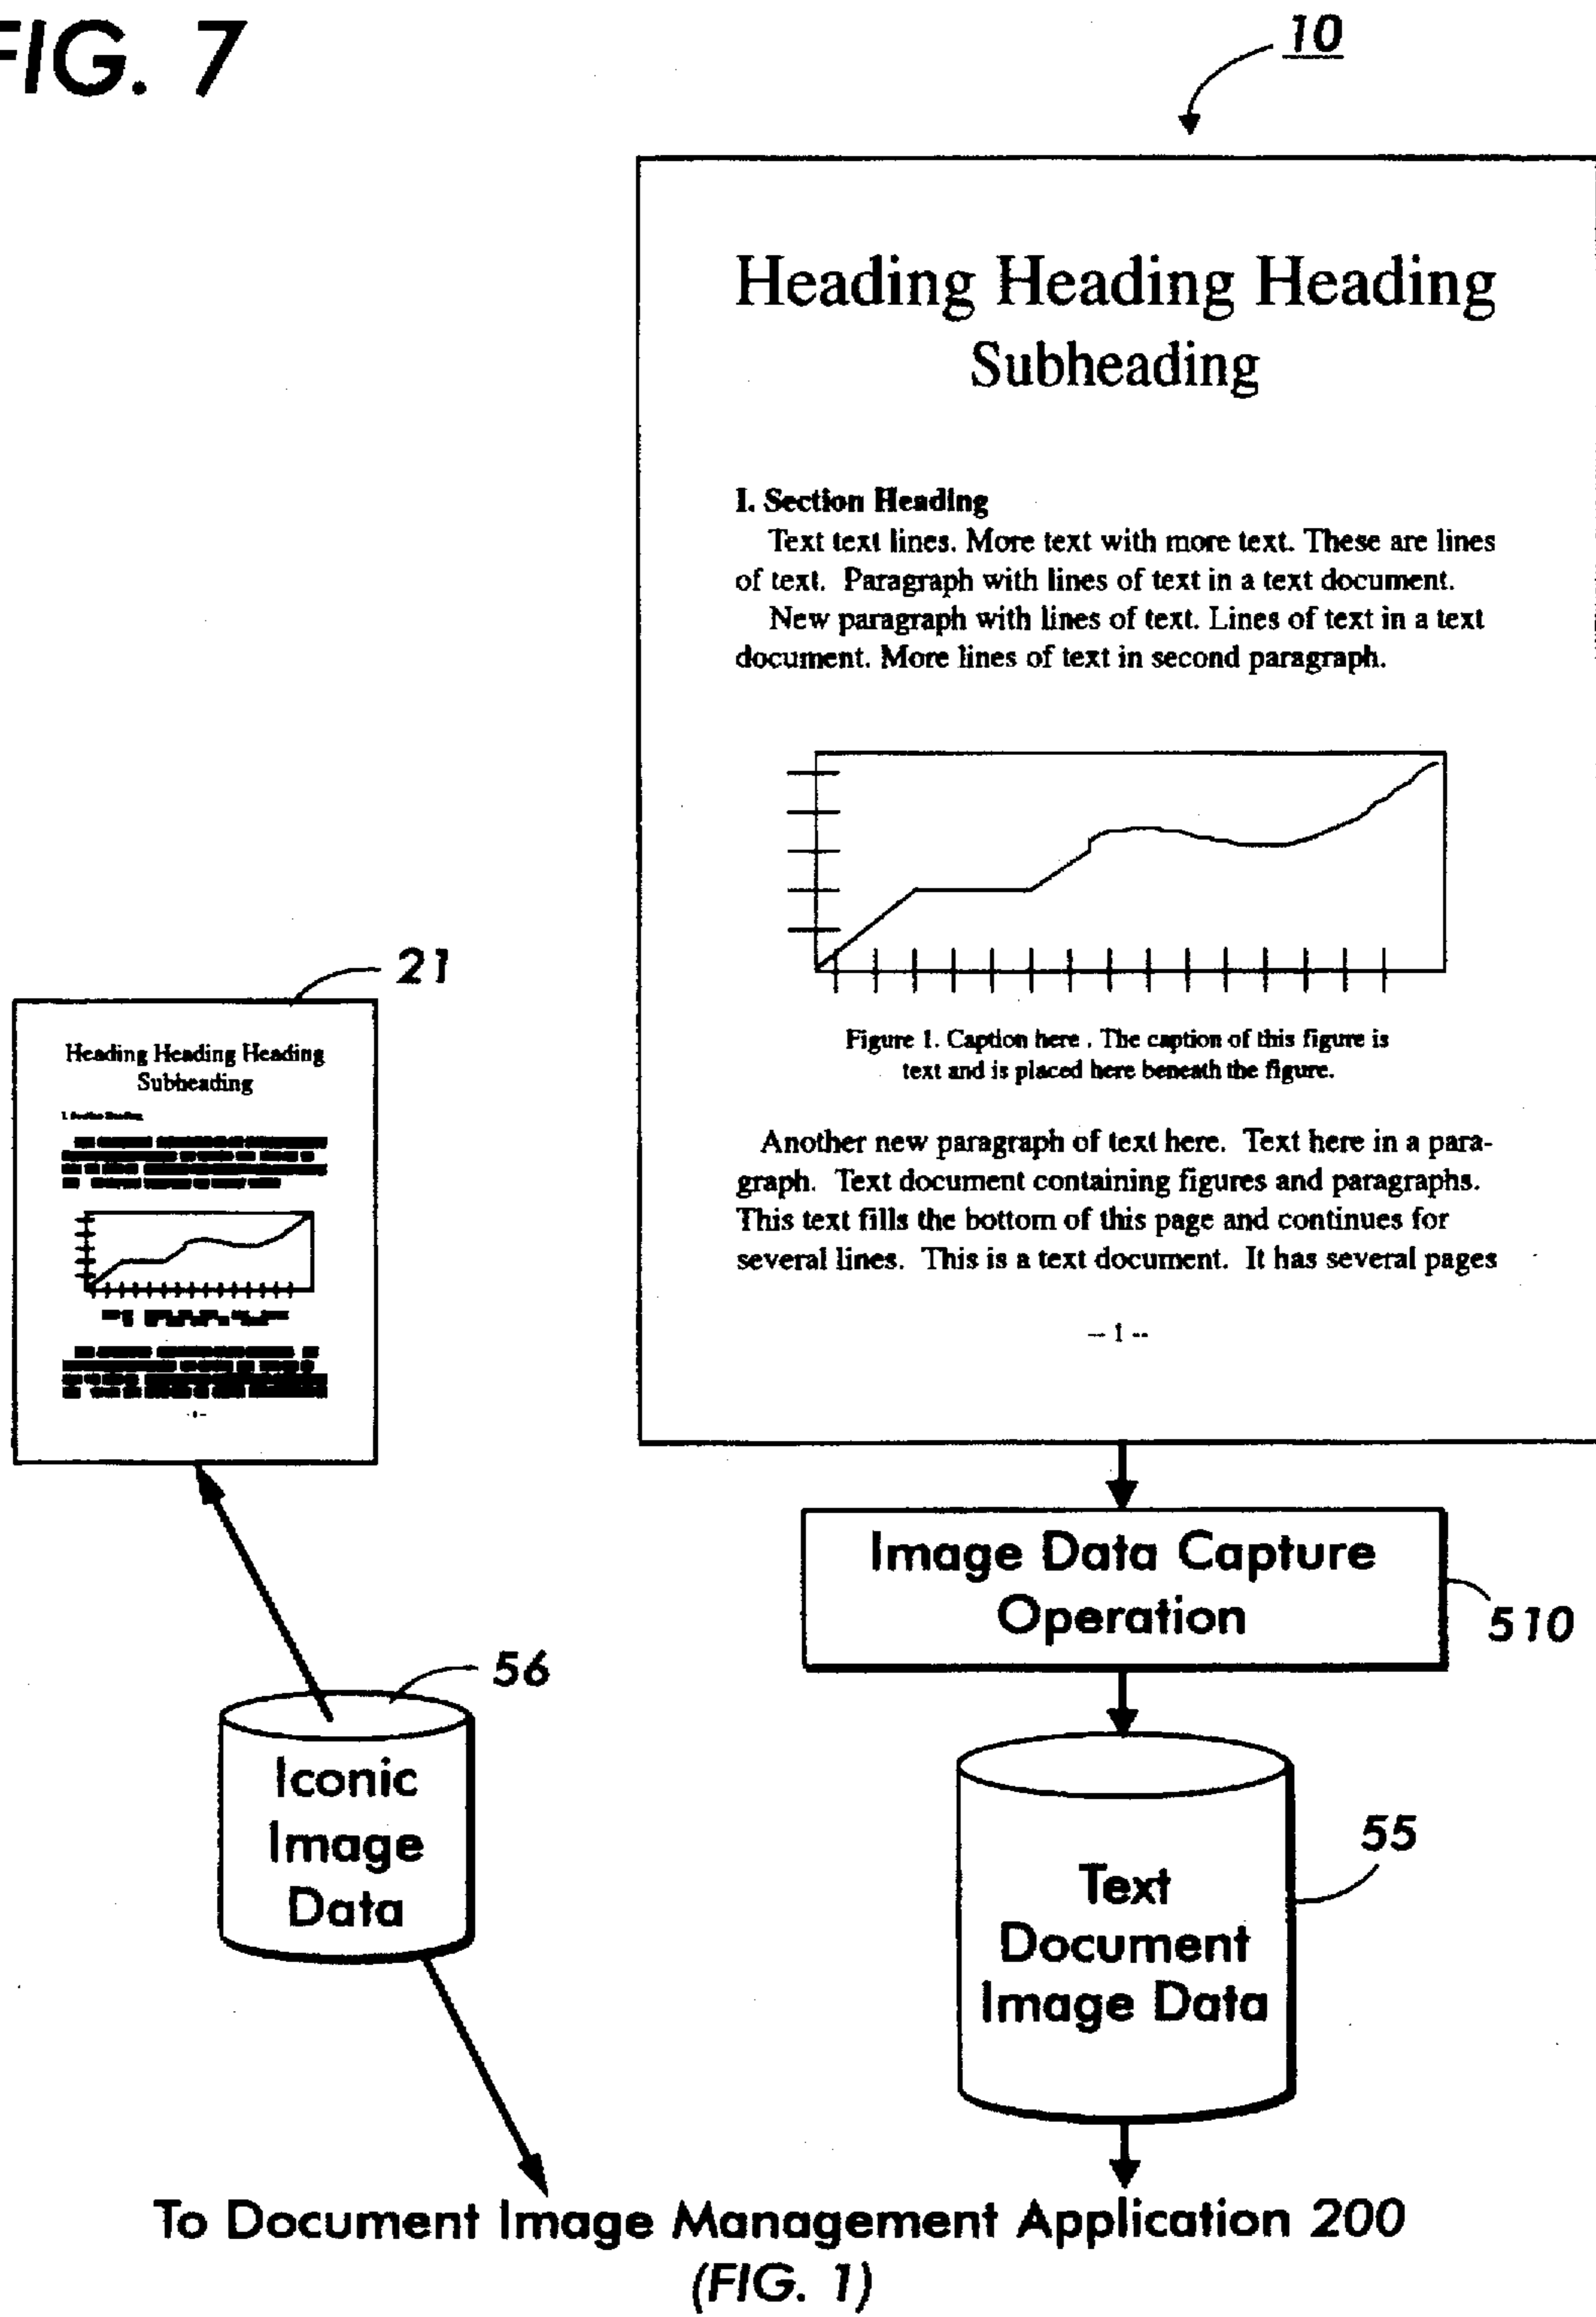 FIG. 7
10
Heading Heading Heading
Subheading
I. Section Heading
Text text lines. More text with more text. These are lines
of text. Paragraph with lines of text in a text document.
New paragraph with lines of text. Lines of text in a text
document. More lines of text in second paragraph.
Figure 1. Caption here . The caption of this figure is
text and is placed here beneath the figure.
Another new paragraph of text here. Text here in a para-
graph. Text document containing figures and paragraphs.
This text fills the bottom of this page and continues for
several lines. This is a text document. It has several pages
-- 1 --
21
Heading Heading Heading
Subheading
I. Section Heading
Image Data Capture
Operation
510
56
Iconic
Image
Data
55
Text
Document
Image Data
To Document Image Management Application 200
(FIG. 1)